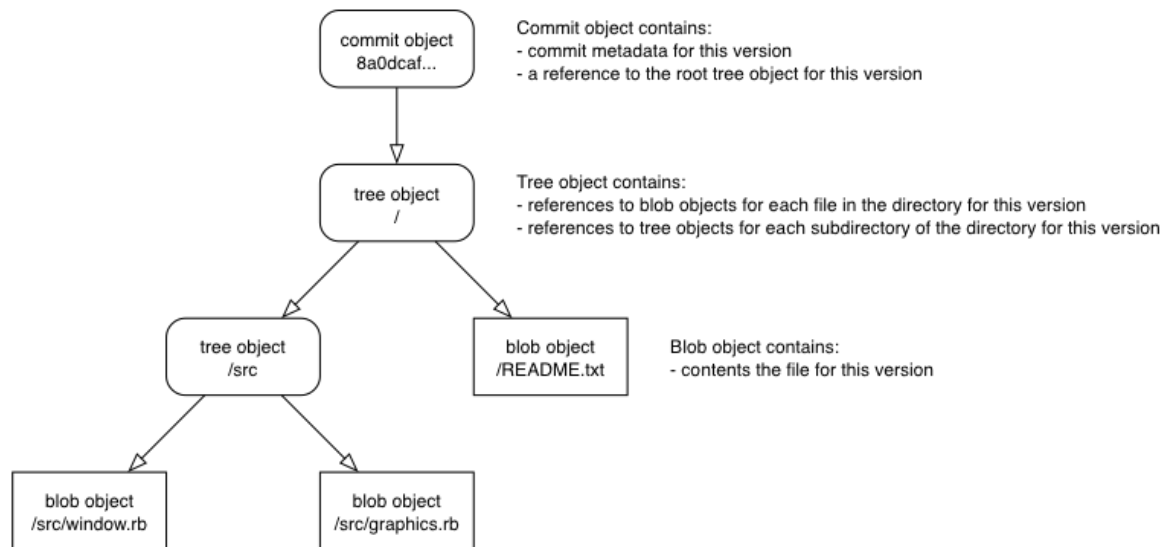 commit object
8a0dcaf...
Commit object contains:
- commit metadata for this version
- a reference to the root tree object for this version
tree object
/
Tree object contains:
- references to blob objects for each file in the directory for this version
- references to tree objects for each subdirectory of the directory for this version
tree object
/src
blob object
/README.txt
Blob object contains:
- contents the file for this version
blob object
/src/window.rb
blob object
/src/graphics.rb